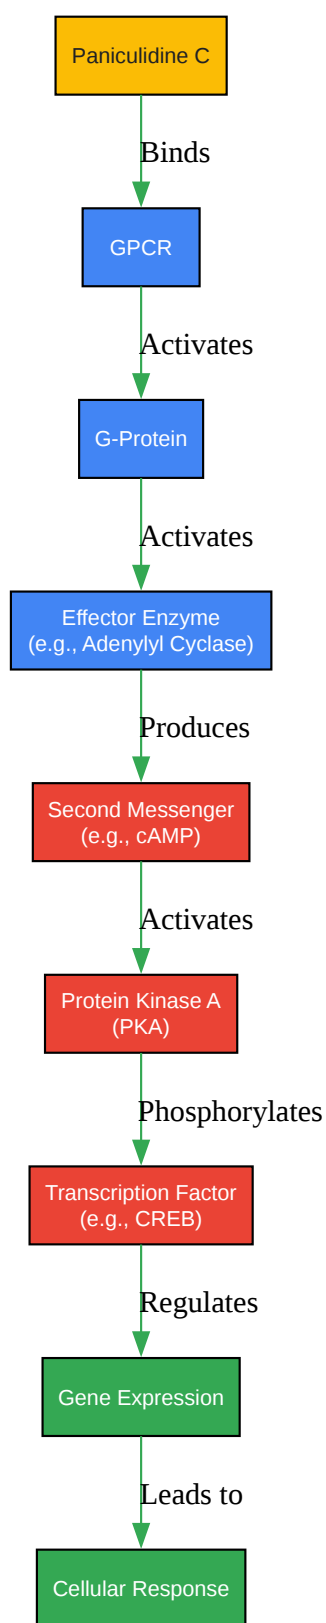 Paniculidine C
Binds
GPCR
Activates
G-Protein
Activates
Effector Enzyme
(e.g., Adenylyl Cyclase)
Produces
Second Messenger
(e.g., cAMP)
Activates
Protein Kinase A
(PKA)
Phosphorylates
Transcription Factor
(e.g., CREB)
Regulates
Gene Expression
Leads to
Cellular Response